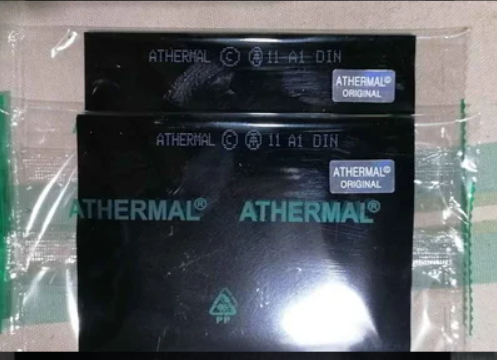 ATHERMAL Ⓒ 11 A1 DIN
ATHERMAL®
ORIGINAL
ATHERMAL Ⓒ 11 A1 DIN
ATHERMAL®
ORIGINAL
ATHERMAL® ATHERMAL®
PP